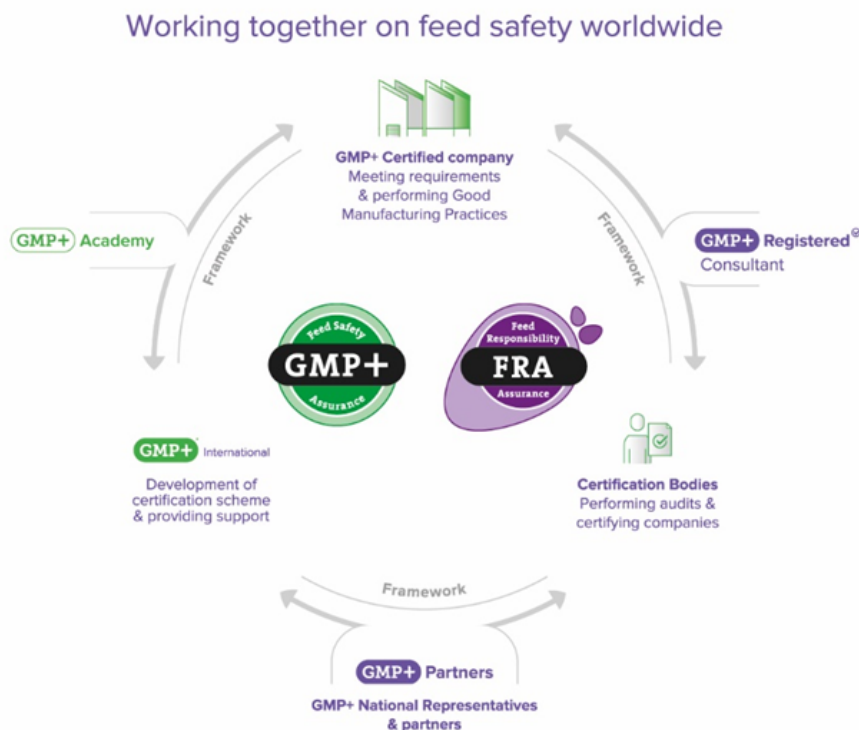 Working together on feed safety worldwide
GMP+ Certified company
Meeting requirements
& performing Good
Manufacturing Practices
GMP+ Academy
Framework
Framework
GMP+ Registered
Consultant
Feed Safety
GMP+
Assurance
Feed
Responsibility
FRA
Assurance
GMP+ International
Development of
certification scheme
& providing support
Certification Bodies
Performing audits &
certifying companies
Framework
GMP+ Partners
GMP+ National Representatives
& partners